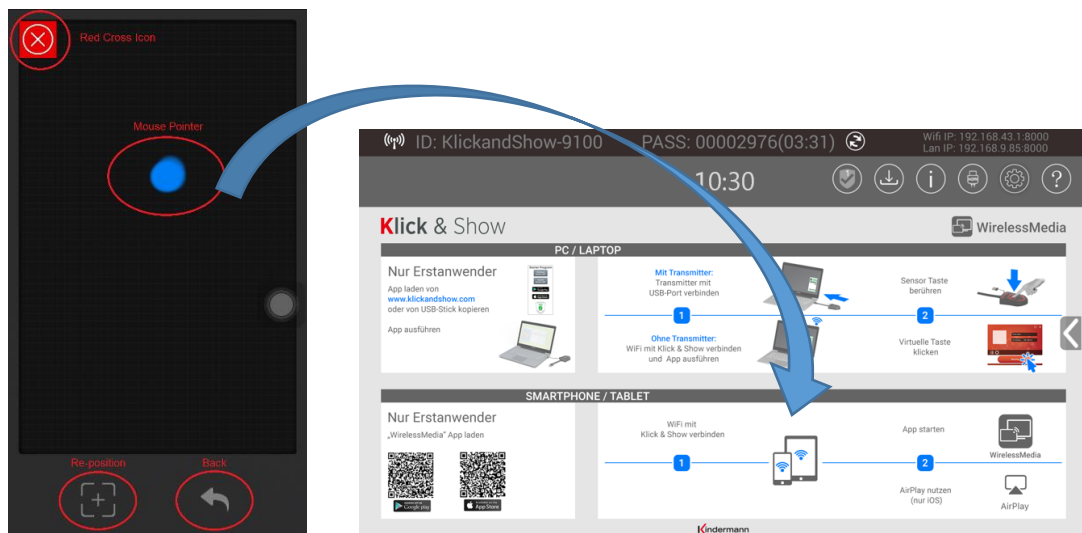 Red Cross Icon
Mouse Pointer
Re-position
Back
ID: KlickandShow-9100
PASS: 00002976(03:31)
Wifi IP: 192.168.43.1:8000
Lan IP: 192.168.9.85:8000
10:30
Klick & Show
WirelessMedia
PC / LAPTOP
Nur Erstanwender
App laden von
www.klickandshow.com
oder von USB-Stick kopieren
App ausführen
Mit Transmitter:
Transmitter mit
USB-Port verbinden
1
Ohne Transmitter:
WiFi mit Klick & Show verbinden
und App ausführen
Sensor Taste
berühren
2
Virtuelle Taste
klicken
SMARTPHONE / TABLET
Nur Erstanwender
„WirelessMedia" App laden
Google play
App Store
WiFi mit
Klick & Show verbinden
1
App starten
2
AirPlay nutzen
(nur iOS)
WirelessMedia
AirPlay
Kindermann